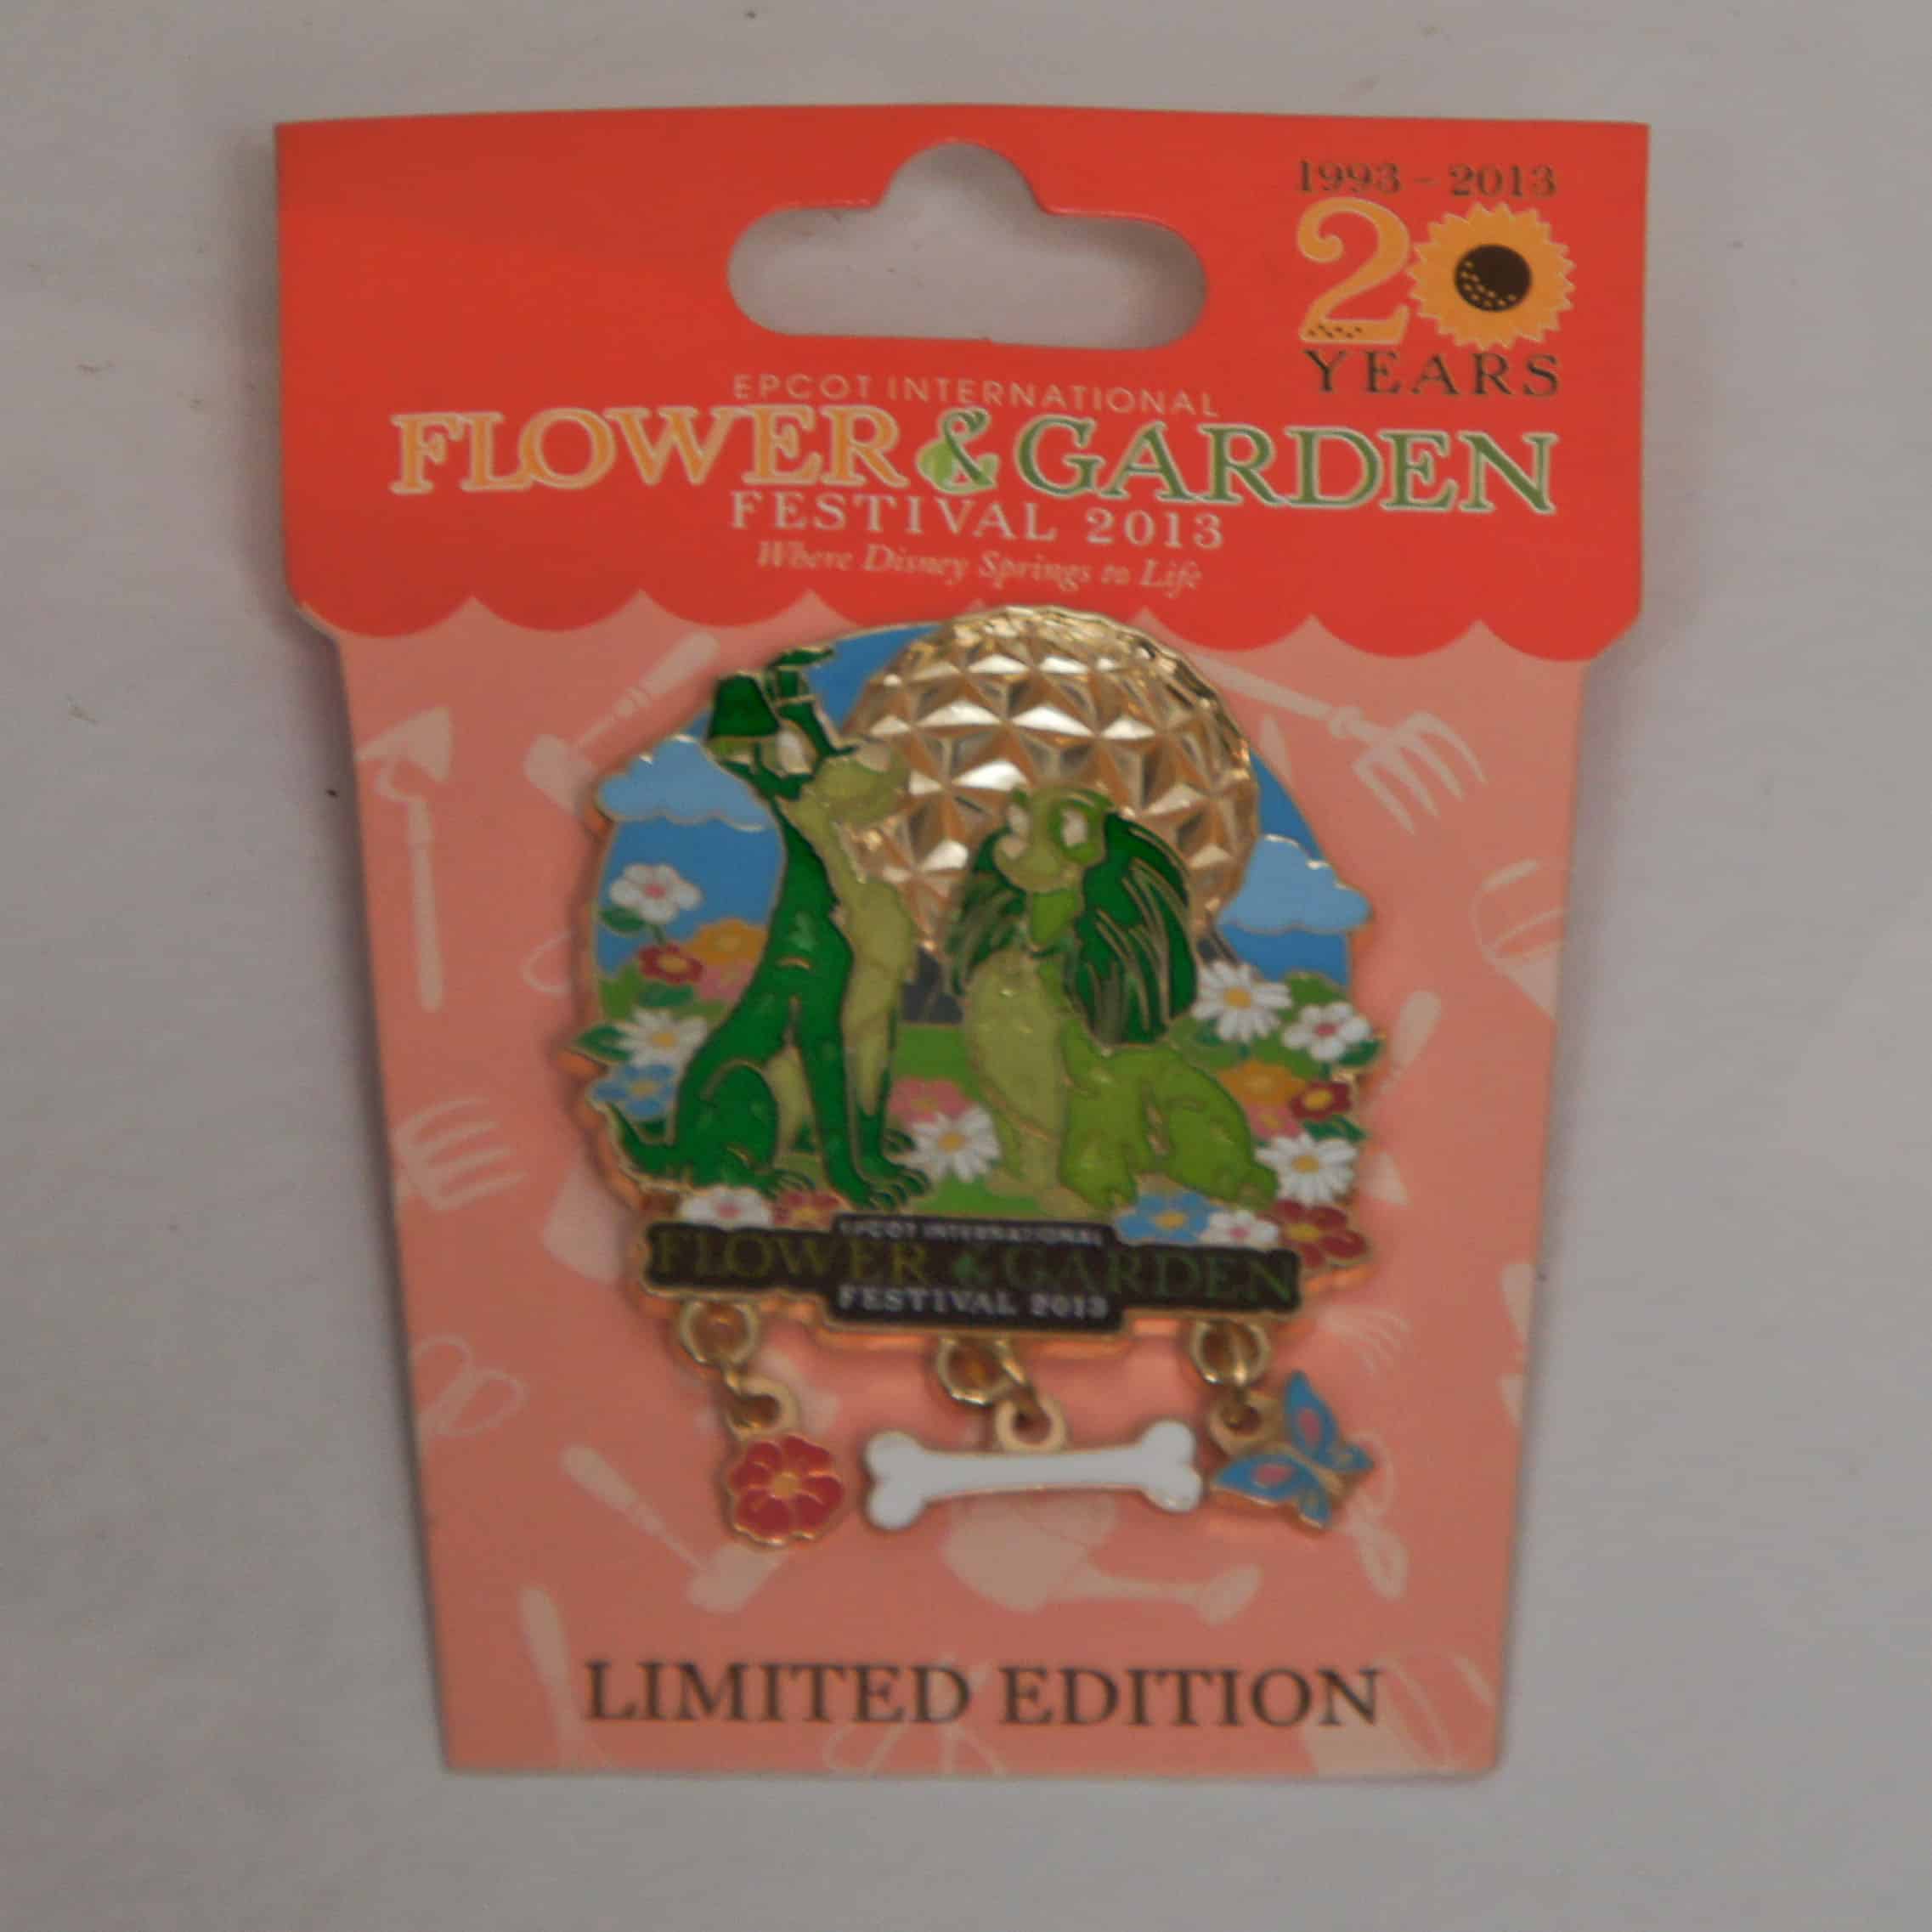 1993 - 2013
20
YEARS
EPCOT INTERNATIONAL
FLOWER & GARDEN
FESTIVAL 2013
Where Disney Springs to Life
EPCOT INTERNATIONAL
FLOWER & GARDEN
FESTIVAL 2013
LIMITED EDITION